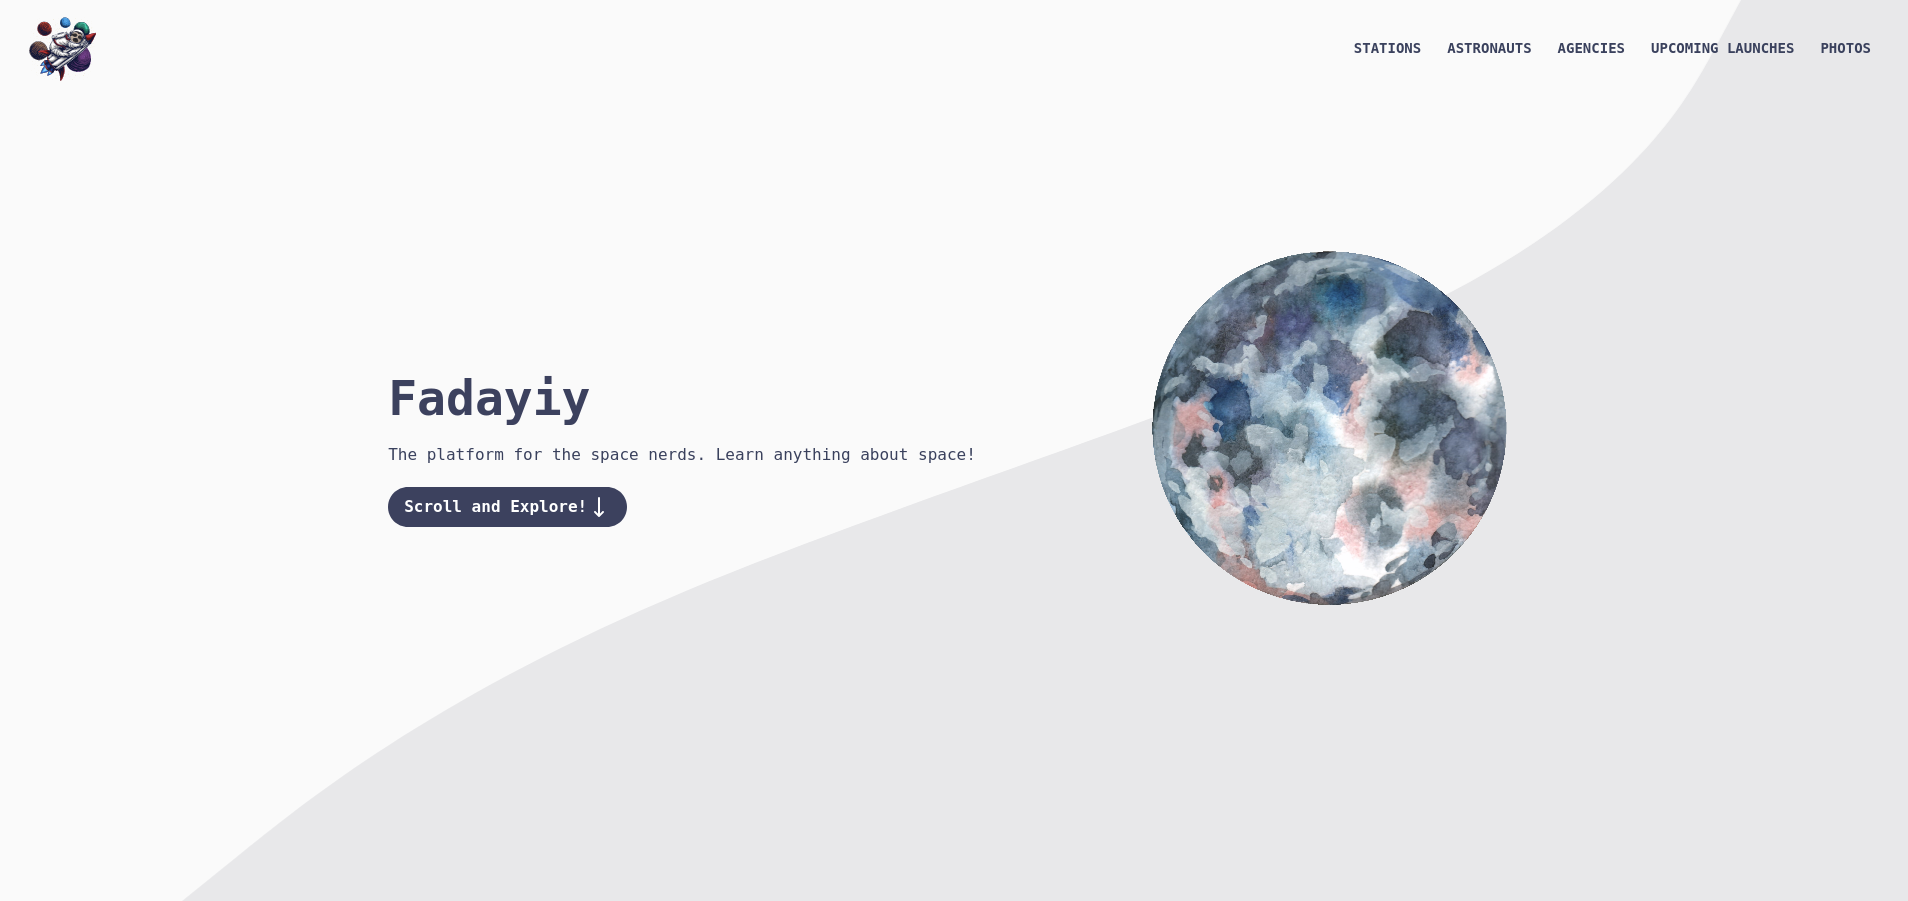 STATIONS ASTRONAUTS AGENCIES UPCOMING LAUNCHES PHOTOS
Fadayiy
The platform for the space nerds. Learn anything about space!
Scroll and Explore!